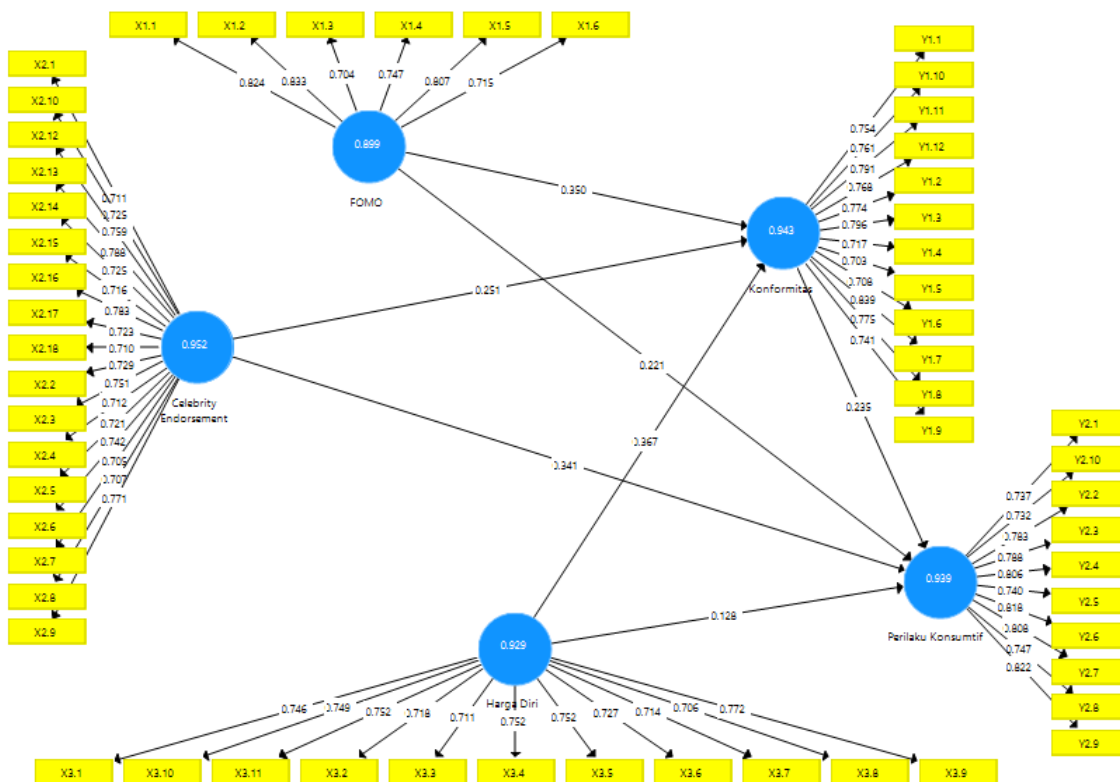 X1.1
X1.2
X1.3
X1.4
X1.5
X1.6
0.824
0.833
0.704
0.747
0.807
0.715
0.899
FOMO
X2.1
X2.10
X2.12
X2.13
X2.14
X2.15
X2.16
X2.17
X2.18
X2.2
X2.3
X2.4
X2.5
X2.6
X2.7
X2.8
X2.9
0.711
0.725
0.759
0.788
0.725
0.716
0.783
0.723
0.710
0.729
0.751
0.712
0.721
0.742
0.705
0.707
0.771
0.952
Celebrity
Endorsement
0.350
0.251
0.221
0.341
0.367
0.128
0.235
Y1.1
Y1.10
Y1.11
Y1.12
Y1.2
Y1.3
Y1.4
Y1.5
Y1.6
Y1.7
Y1.8
Y1.9
0.754
0.761
0.791
0.768
0.774
0.796
0.717
0.703
0.708
0.839
0.775
0.741
0.943
Konformitas
Y2.1
Y2.10
Y2.2
Y2.3
Y2.4
Y2.5
Y2.6
Y2.7
Y2.8
Y2.9
0.737
0.732
0.783
0.788
0.806
0.740
0.818
0.808
0.747
0.822
0.939
Perilaku Konsumtif
0.929
Harga Diri
0.746
0.749
0.752
0.718
0.711
0.752
0.752
0.727
0.714
0.706
0.772
X3.1
X3.10
X3.11
X3.2
X3.3
X3.4
X3.5
X3.6
X3.7
X3.8
X3.9